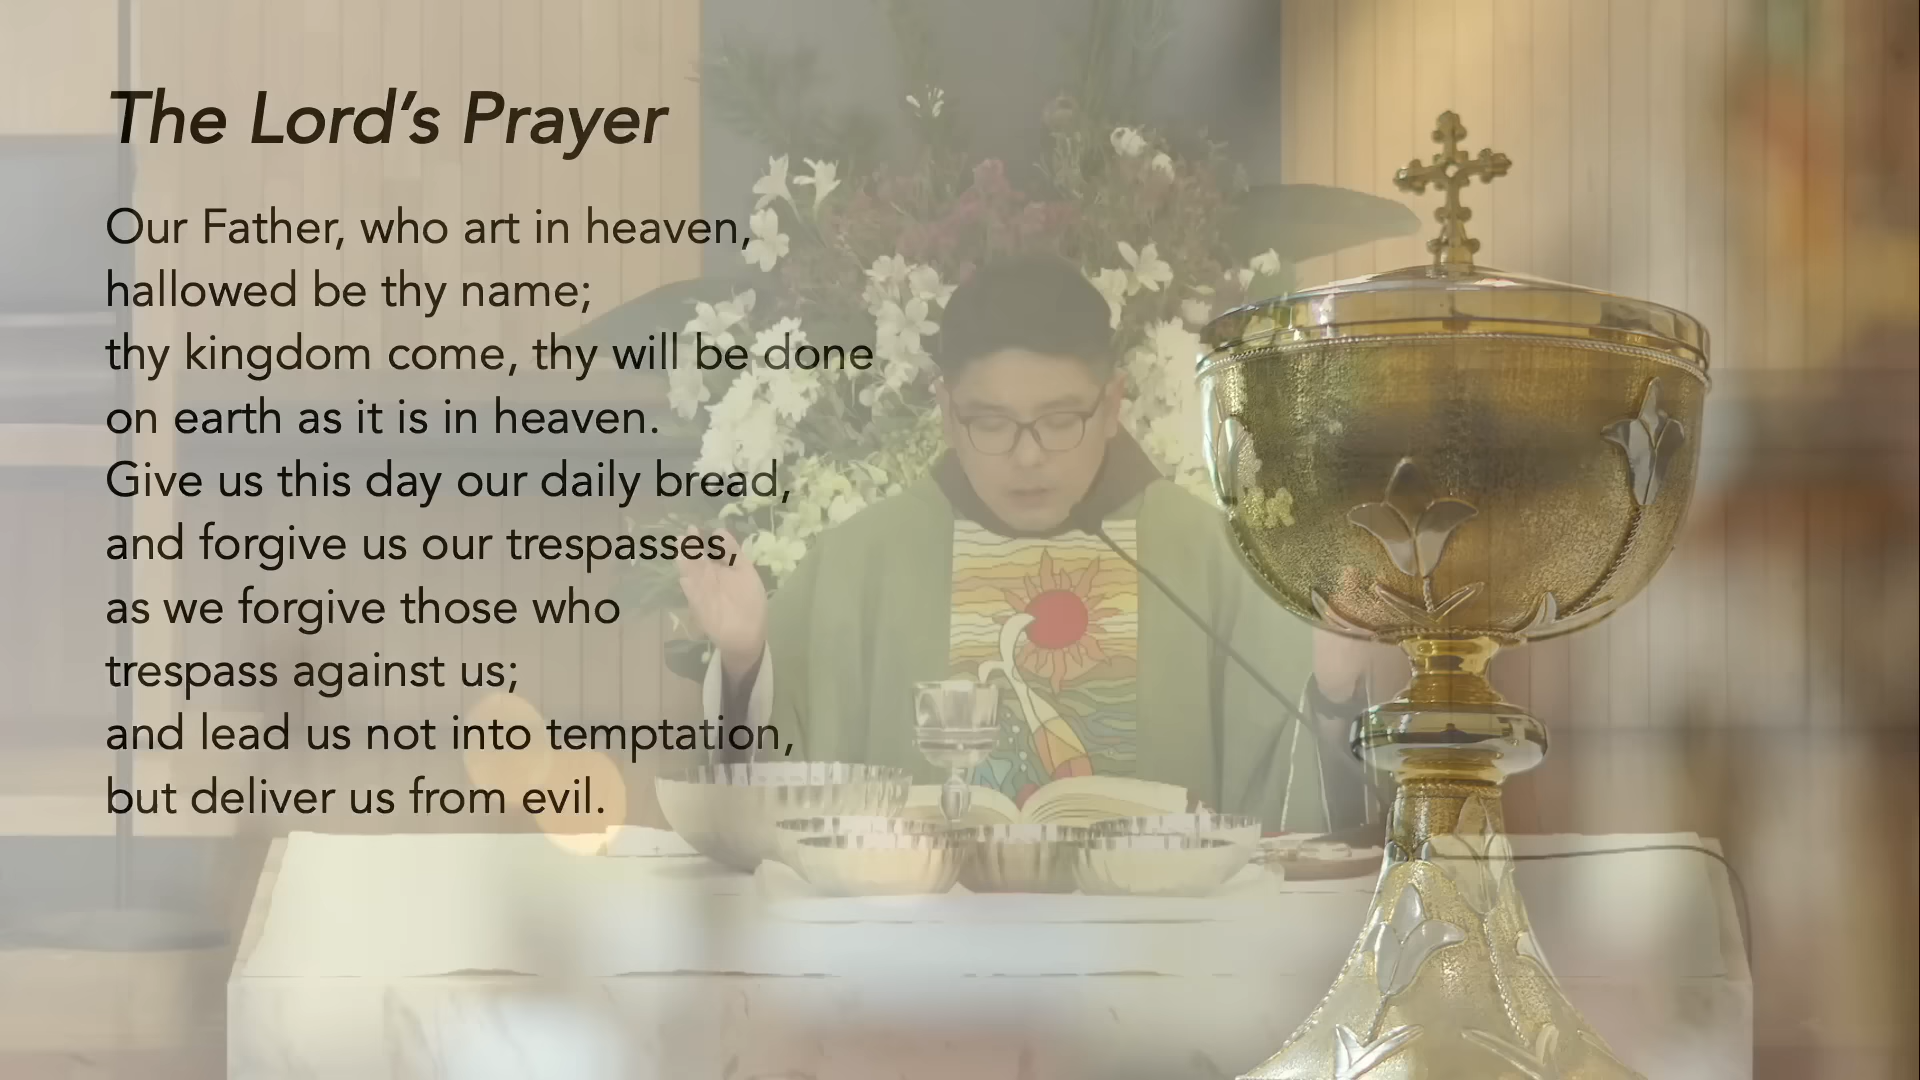 The Lord’s Prayer
Our Father, who art in heaven,
hallowed be thy name;
thy kingdom come, thy will be done
on earth as it is in heaven.
Give us this day our daily bread,
and forgive us our trespasses,
as we forgive those who
trespass against us;
and lead us not into temptation,
but deliver us from evil.